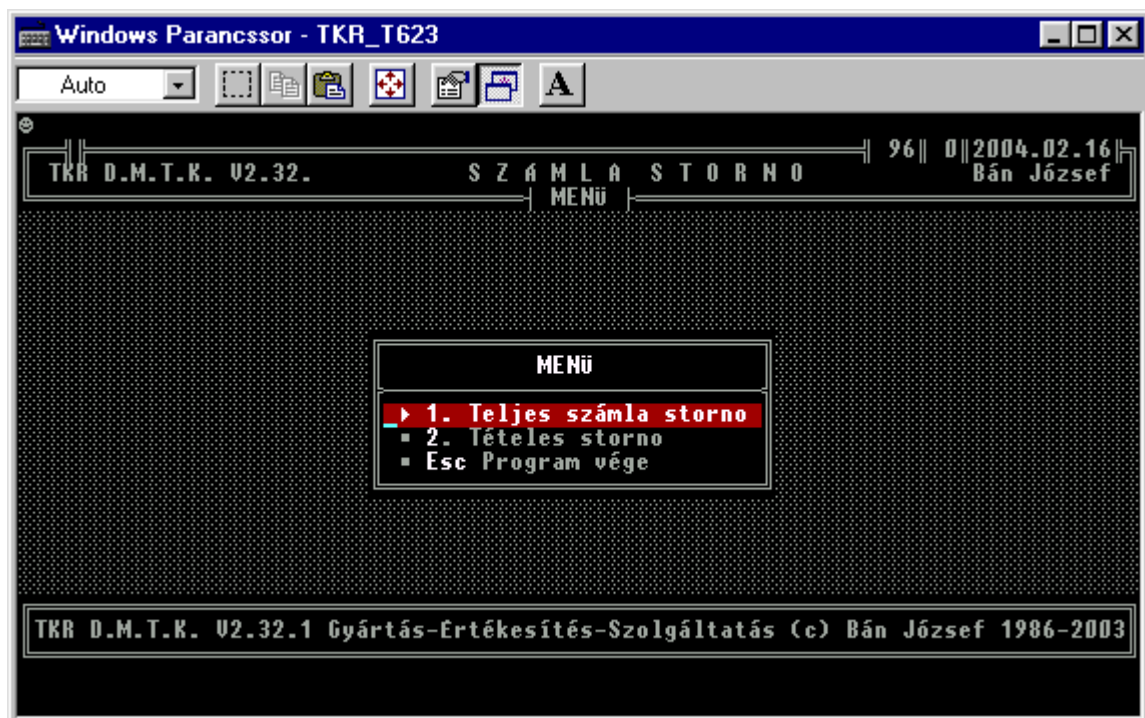 Windows Parancssor - TKR_T623
Auto
96 0 2004.02.16
TKR D.M.T.K. V2.32. S Z Á M L A S T O R N O Bán József
MENü
MENü
1. Teljes számla storno
2. Tételes storno
Esc Program vége
TKR D.M.T.K. V2.32.1 Gyártás-Ertékesítés-Szolgáltatás (c) Bán József 1986-2003